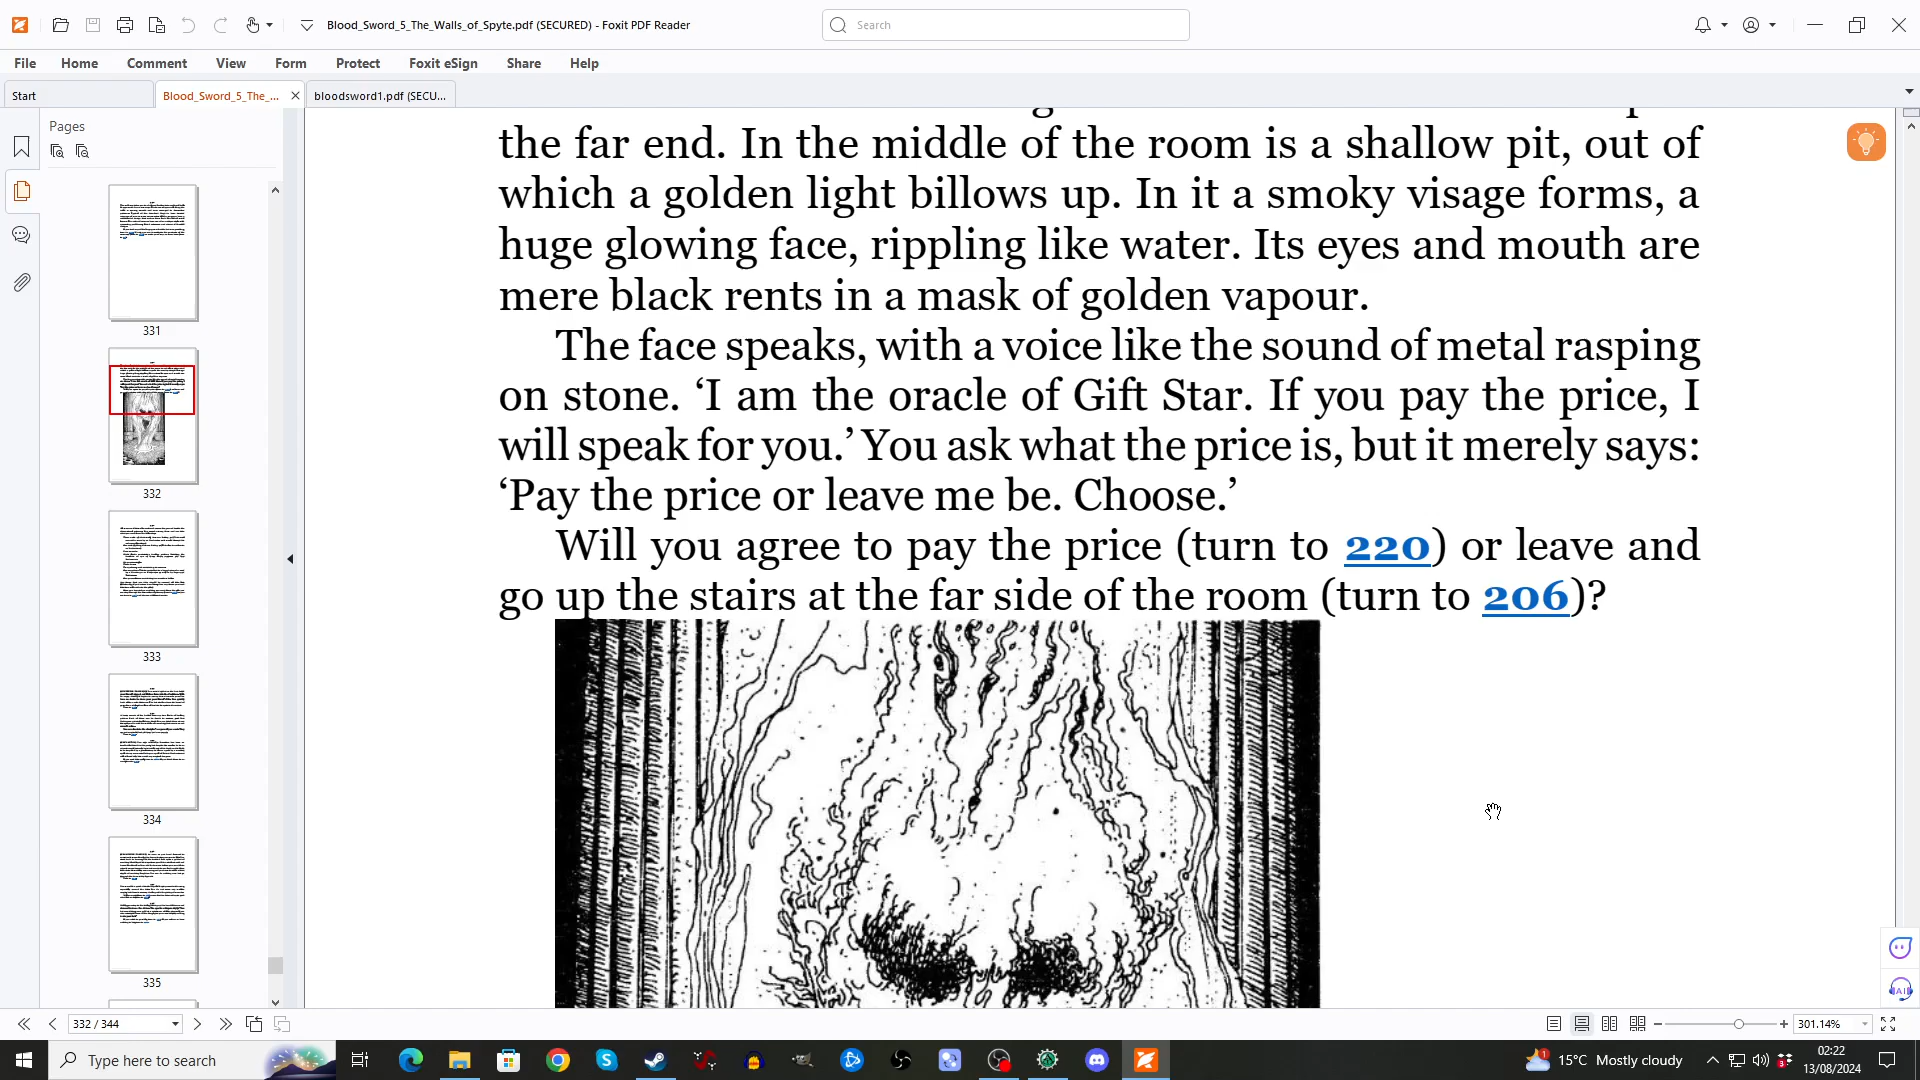 Blood_Sword_5_The_Walls_of_Spyte.pdf (SECURED) - Foxit PDF Reader
Search
File Home Comment View Form Protect Foxit eSign Share Help
Start
Blood_Sword_5_The_...
bloodsword1.pdf (SECU...
Pages
331
332
333
334
335
the far end. In the middle of the room is a shallow pit, out of
which a golden light billows up. In it a smoky visage forms, a
huge glowing face, rippling like water. Its eyes and mouth are
mere black rents in a mask of golden vapour.
The face speaks, with a voice like the sound of metal rasping
on stone. ‘I am the oracle of Gift Star. If you pay the price, I
will speak for you.’ You ask what the price is, but it merely says:
‘Pay the price or leave me be. Choose.’
Will you agree to pay the price (turn to 220) or leave and
go up the stairs at the far side of the room (turn to 206)?
332 / 344
301.14%
Type here to search
15°C Mostly cloudy
02:22
13/08/2024